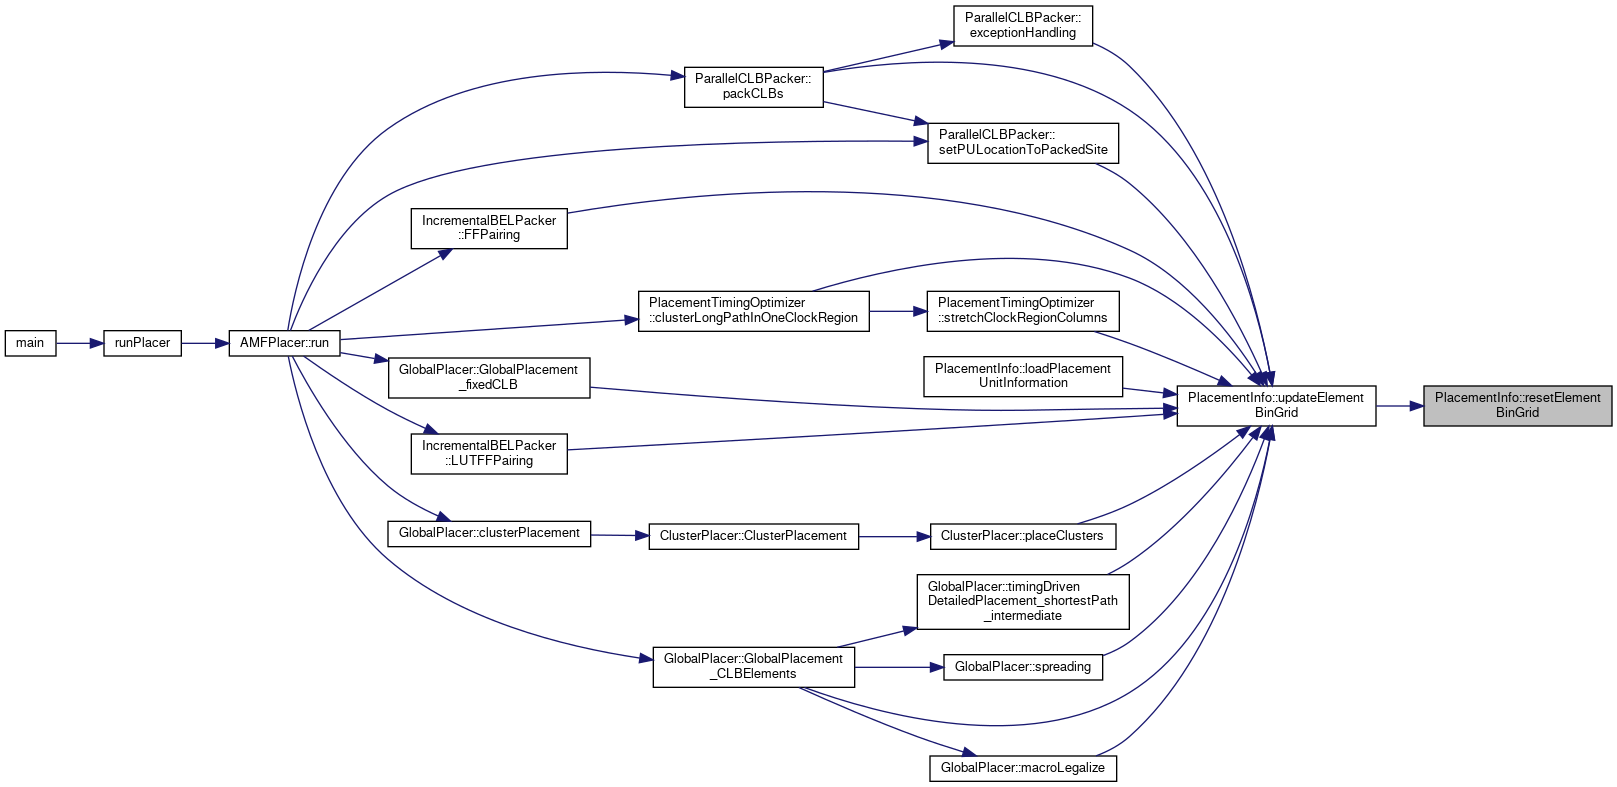 ParallelCLBPacker::
exceptionHandling
ParallelCLBPacker::
packCLBs
ParallelCLBPacker::
setPULocationToPackedSite
IncrementalBELPacker
::FFPairing
PlacementTimingOptimizer
::clusterLongPathInOneClockRegion
PlacementTimingOptimizer
::stretchClockRegionColumns
main
runPlacer
AMFPlacer::run
GlobalPlacer::GlobalPlacement
_fixedCLB
PlacementInfo::loadPlacement
UnitInformation
PlacementInfo::updateElement
BinGrid
PlacementInfo::resetElement
BinGrid
IncrementalBELPacker
::LUTFFPairing
GlobalPlacer::clusterPlacement
ClusterPlacer::ClusterPlacement
ClusterPlacer::placeClusters
GlobalPlacer::timingDriven
DetailedPlacement_shortestPath
_intermediate
GlobalPlacer::GlobalPlacement
_CLBElements
GlobalPlacer::spreading
GlobalPlacer::macroLegalize